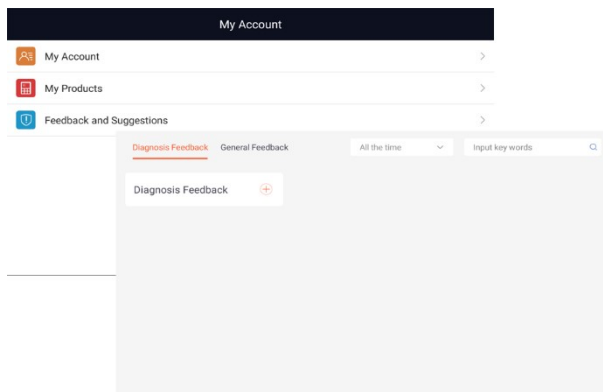 My Account
My Account
My Products
Feedback and Suggestions
Diagnosis Feedback General Feedback All the time Input key words
Diagnosis Feedback